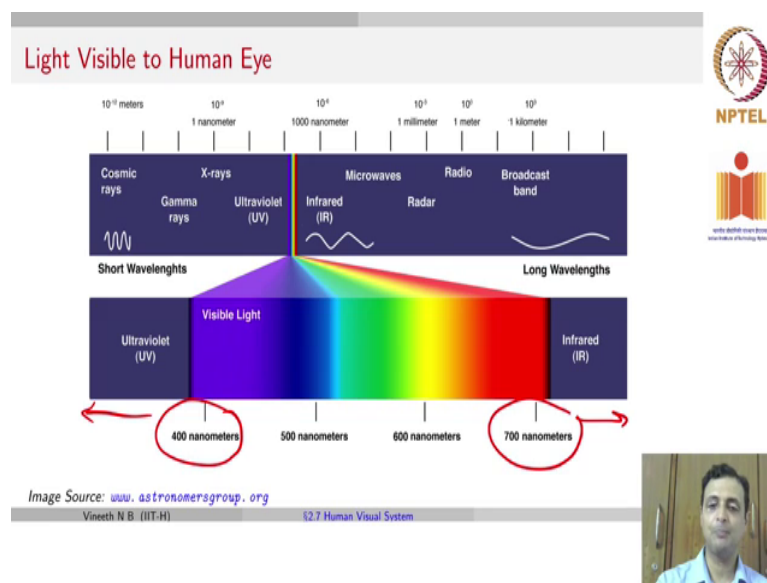 Light Visible to Human Eye
10⁻¹⁰ meters 10⁻⁹ 10⁻⁶ 10⁻³ 10⁰ 10³
1 nanometer 1000 nanometer 1 millimeter 1 meter 1 kilometer
Cosmic rays
Gamma rays
X-rays
Ultraviolet (UV)
Infrared (IR)
Microwaves
Radar
Radio
Broadcast band
Short Wavelenghts Long Wavelengths
Ultraviolet (UV)
Visible Light
Infrared (IR)
400 nanometers 500 nanometers 600 nanometers 700 nanometers
Image Source: www.astronomersgroup.org
Vineeth N B (IIT-H) §2.7 Human Visual System
NPTEL